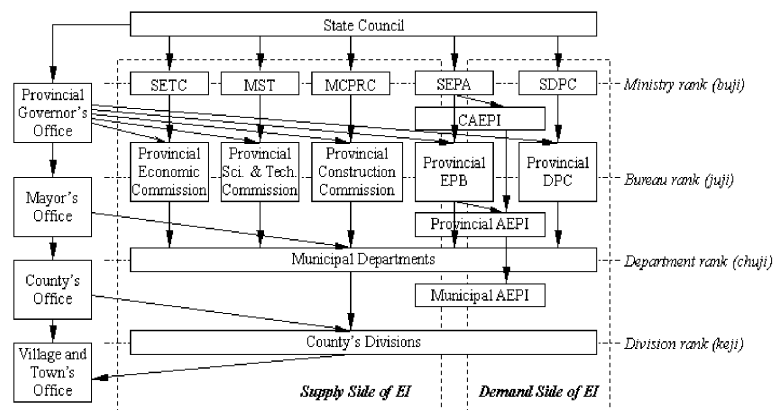 State Council
SETC
MST
MCPRC
SEPA
SDPC
Ministry rank (buji)
Provincial
Governor's
Office
CAEPI
Provincial
Economic
Commission
Provincial
Sci. & Tech.
Commission
Provincial
Construction
Commission
Provincial
EPB
Provincial
DPC
Bureau rank (juji)
Mayor's
Office
Provincial AEPI
Municipal Departments
Department rank (chuji)
County's
Office
Municipal AEPI
County's Divisions
Division rank (keji)
Village and
Town's
Office
Supply Side of EI
Demand Side of EI